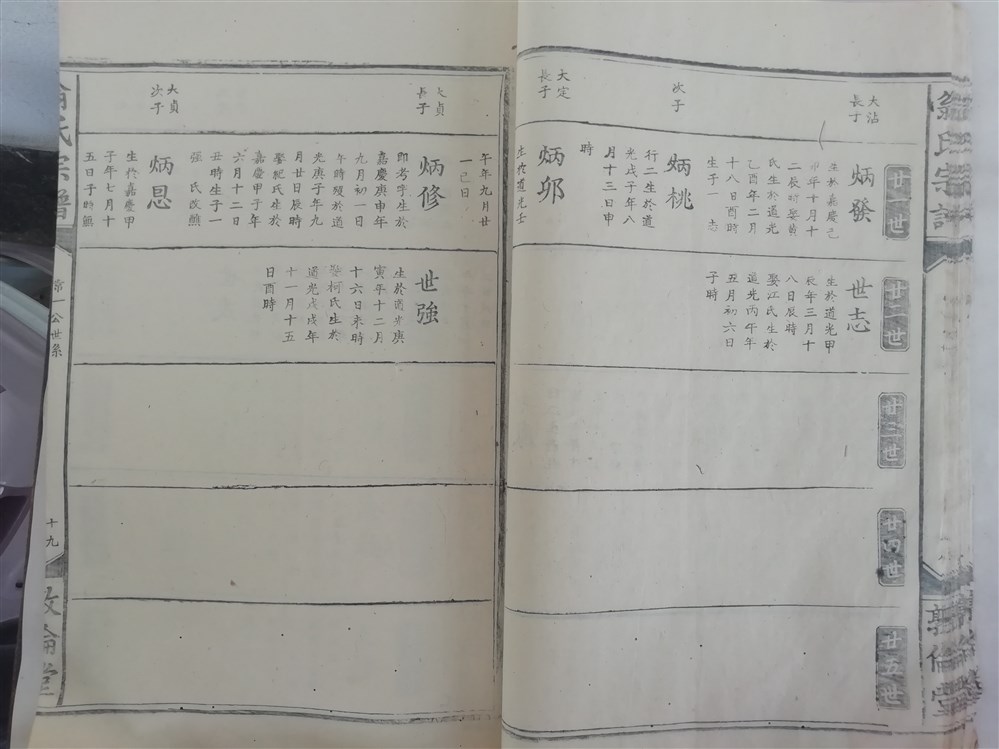 翁氏宗譜
敦倫堂
廿一世
廿二世
廿三世
廿四世
廿五世
大沾
長子
炳發
生於嘉慶己
年十月十
二辰時娶黃
氏生於道光
乙酉年二月
十八日酉時
生子一 志
世志
生於道光甲
辰年三月十
八日辰時
娶江氏生於
道光丙午年
五月初六日
子時
次子
炳桃
行二生於道
光戊子年八
月十三日申
時
大定
長子
炳卯
生於道光壬
午年九月廿
一巳日
大貞
長子
炳修
即考字生於
嘉慶庚申年
九月初一日
午時歿於道
光庚子年九
月廿日辰時
娶紀氏生於
嘉慶甲子年
六月十二日
丑時生子一
強 氏改醮
世強
生於 庚
寅年十二月
十六日未時
娶柯氏生於
道光戊戌年
十一月十五
日酉時
大貞
次子
炳恩
生於嘉慶甲
子年七月十
五日子時無
翁氏宗譜
常一公世系
十九
敦倫堂